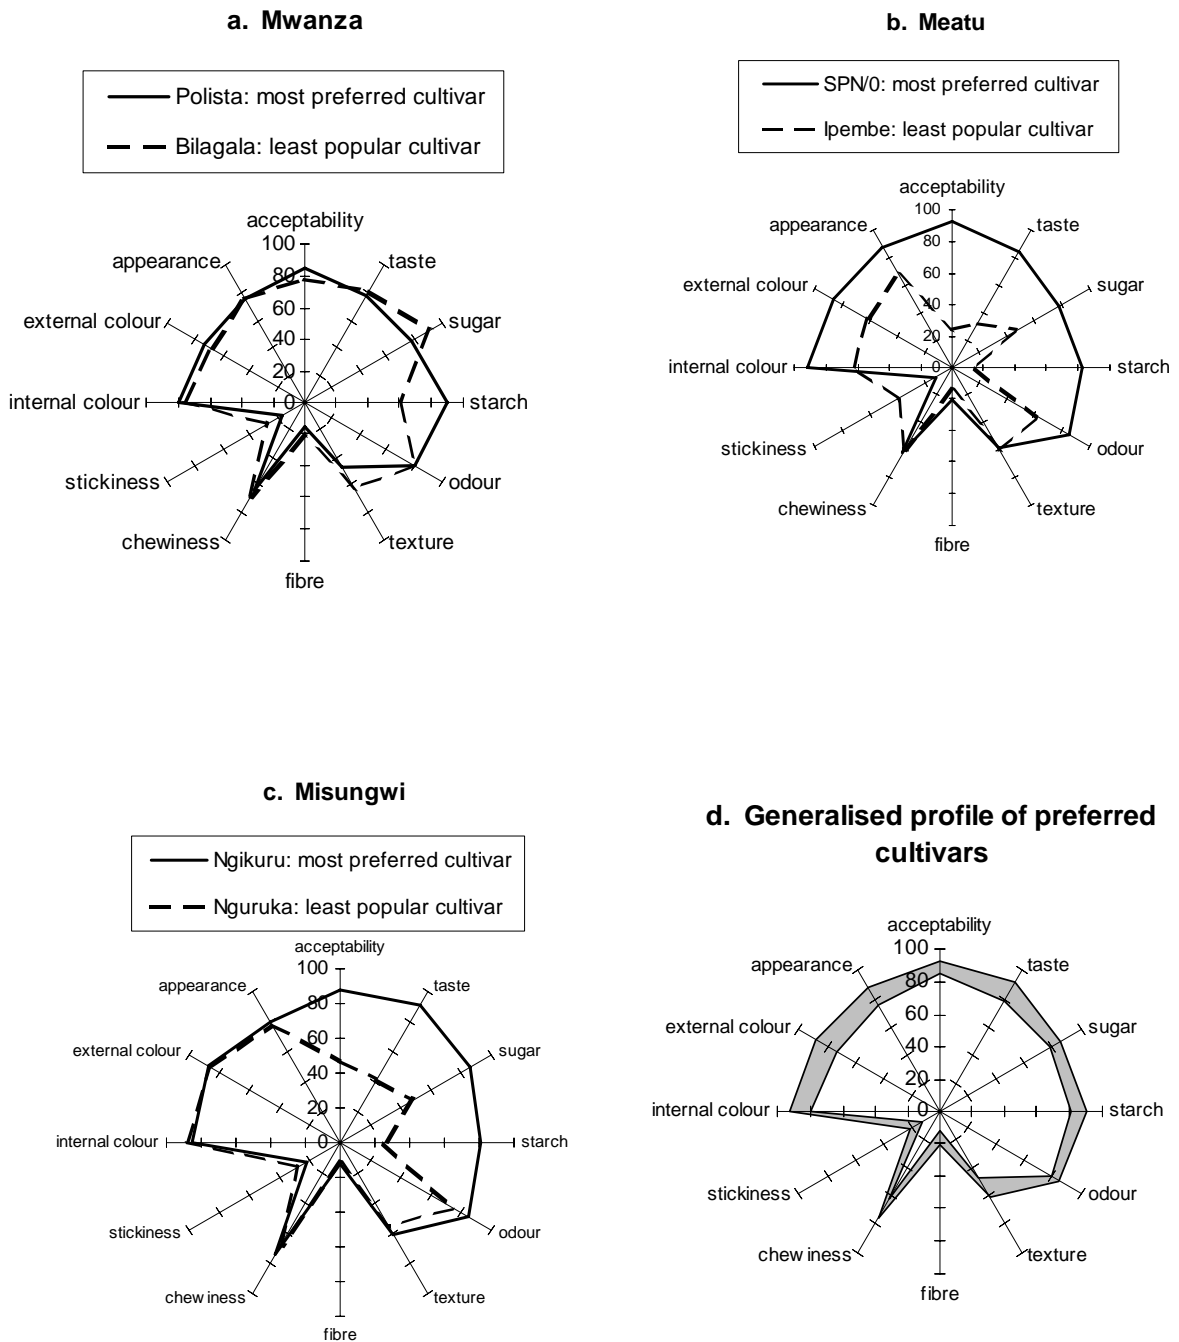 a. Mwanza
Polista: most preferred cultivar
Bilagala: least popular cultivar
acceptability
100
80
60
40
20
0
appearance
taste
external colour
sugar
internal colour
starch
stickiness
odour
chewiness
texture
fibre
b. Meatu
SPN/0: most preferred cultivar
Ipembe: least popular cultivar
acceptability
100
80
60
40
20
0
appearance
taste
external colour
sugar
internal colour
starch
stickiness
odour
chewiness
texture
fibre
c. Misungwi
Ngikuru: most preferred cultivar
Nguruka: least popular cultivar
acceptability
100
80
60
40
20
0
appearance
taste
external colour
sugar
internal colour
starch
stickiness
odour
chew iness
texture
fibre
d. Generalised profile of preferred
cultivars
acceptability
100
80
60
40
20
0
appearance
taste
external colour
sugar
internal colour
starch
stickiness
odour
chew iness
texture
fibre